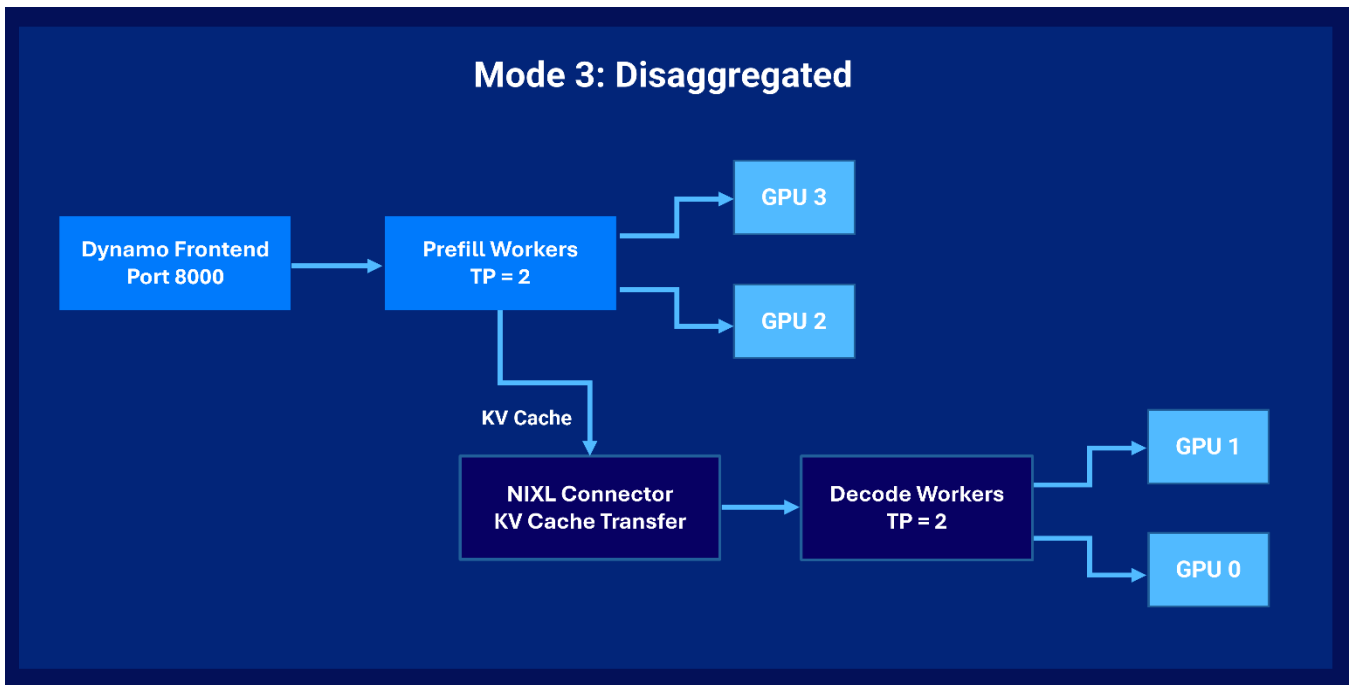 Mode 3: Disaggregated
GPU 3
Dynamo Frontend
Port 8000
Prefill Workers
TP = 2
GPU 2
KV Cache
NIXL Connector
KV Cache Transfer
Decode Workers
TP = 2
GPU 1
GPU 0